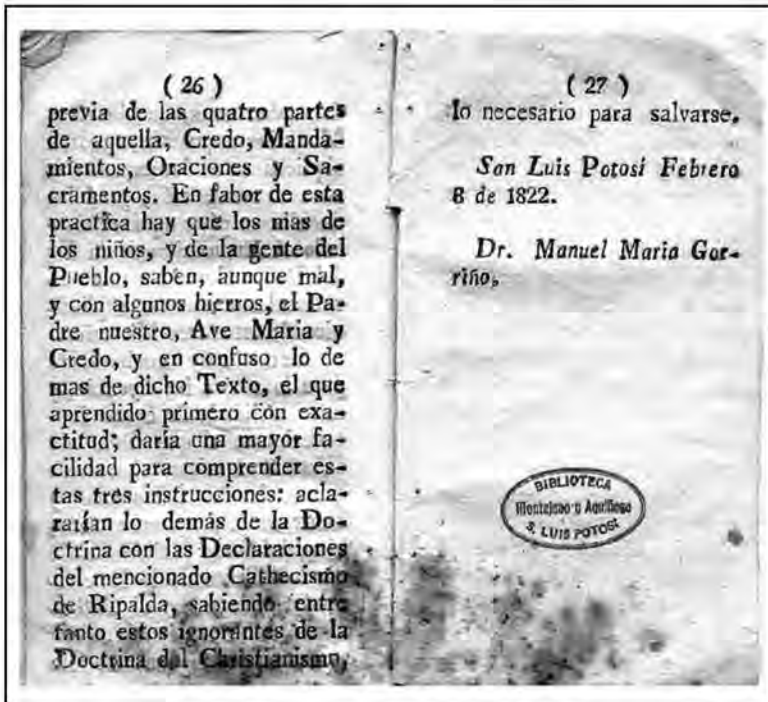 ( 26 )
previa de las quatro partes
de aquella, Credo, Manda-
mientos, Oraciones y Sa-
cramentos. En fabor de esta
practica hay que los mas de
los niños, y de la gente del
Pueblo, saben, aunque mal,
y con algunos hierros, el Pa-
dre nuestro, Ave Maria y
Credo, y en confuso lo de
mas de dicho Texto, el que
aprendido primero con exa-
ctitud; daría una mayor fa-
cilidad para comprender es-
tas tres instrucciones: acla-
rarían lo demás de la Do-
ctrina con las Declaraciones
del mencionado Cathecismo
de Ripalda, sabiendo entre
tanto estos ignorantes de la
Doctrina del Christianismo,
( 27 )
lo necesario para salvarse.
San Luis Potosí Febrero
8 de 1822.
Dr. Manuel Maria Gor-
riño.
BIBLIOTECA
Montejano y Aguiñaga
S. LUIS POTOSI